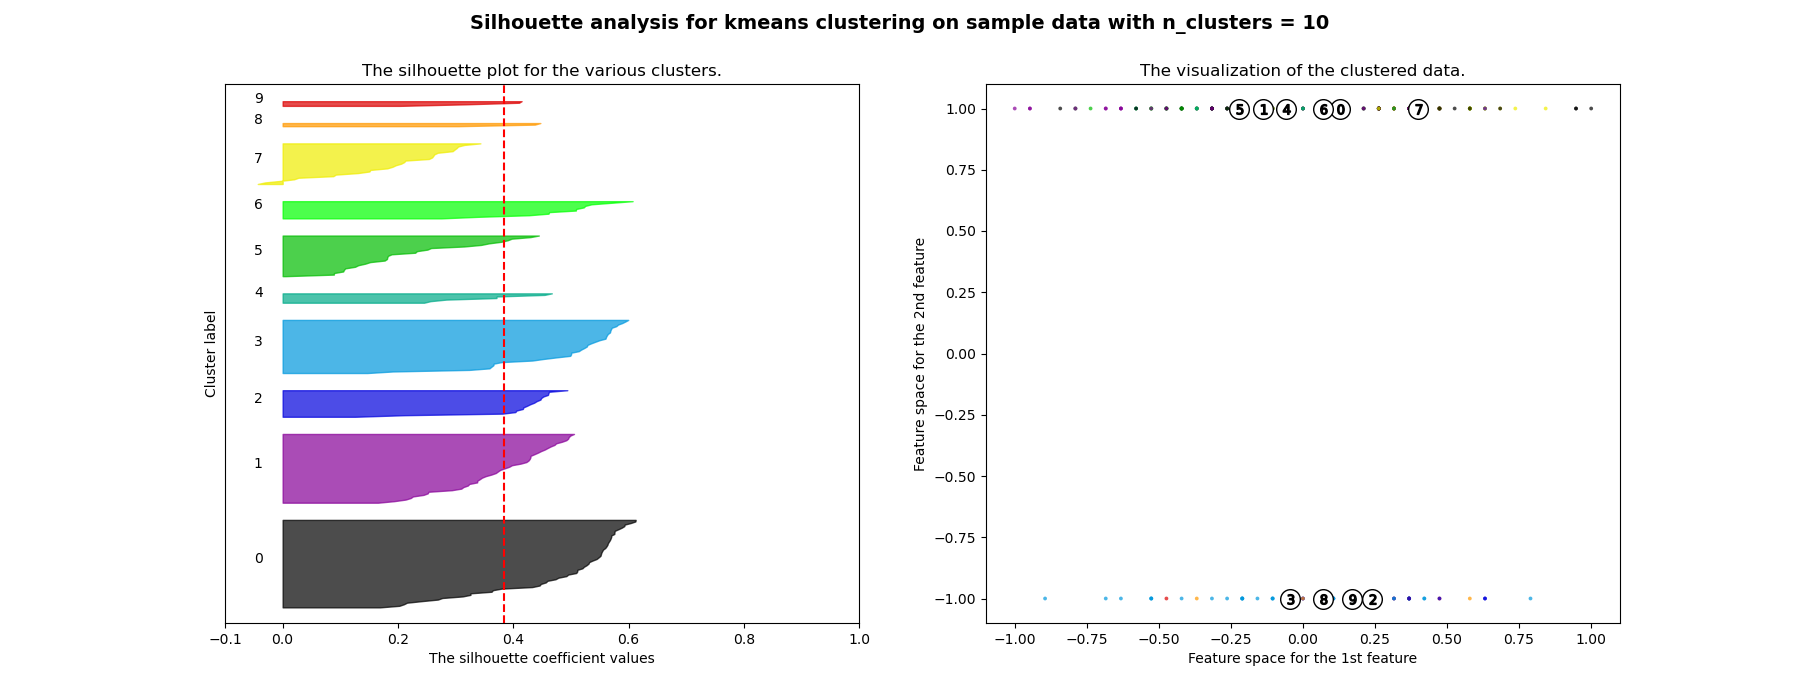 Silhouette analysis for kmeans clustering on sample data with n_clusters = 10
The silhouette plot for the various clusters.
9
8
7
6
5
4
3
2
1
0
Cluster label
−0.1 0.0 0.2 0.4 0.6 0.8 1.0
The silhouette coefficient values
The visualization of the clustered data.
1.00
0.75
0.50
0.25
0.00
−0.25
−0.50
−0.75
−1.00
Feature space for the 2nd feature
5 1 4 6 0 7
3 8 9 2
−1.00 −0.75 −0.50 −0.25 0.00 0.25 0.50 0.75 1.00
Feature space for the 1st feature